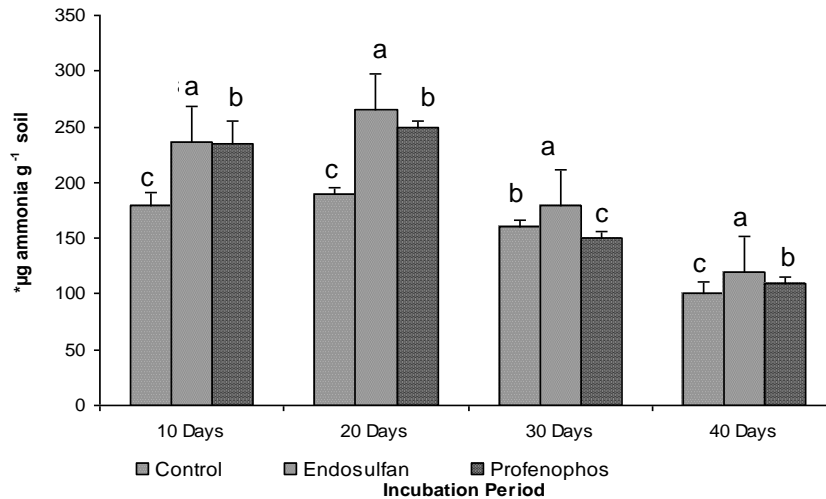 350
300
250
200
150
100
50
0
*µg ammonia g⁻¹ soil
a
b
c
a
b
c
a
b
c
a
b
c
10 Days 20 Days 30 Days 40 Days
Control Endosulfan Profenophos
Incubation Period